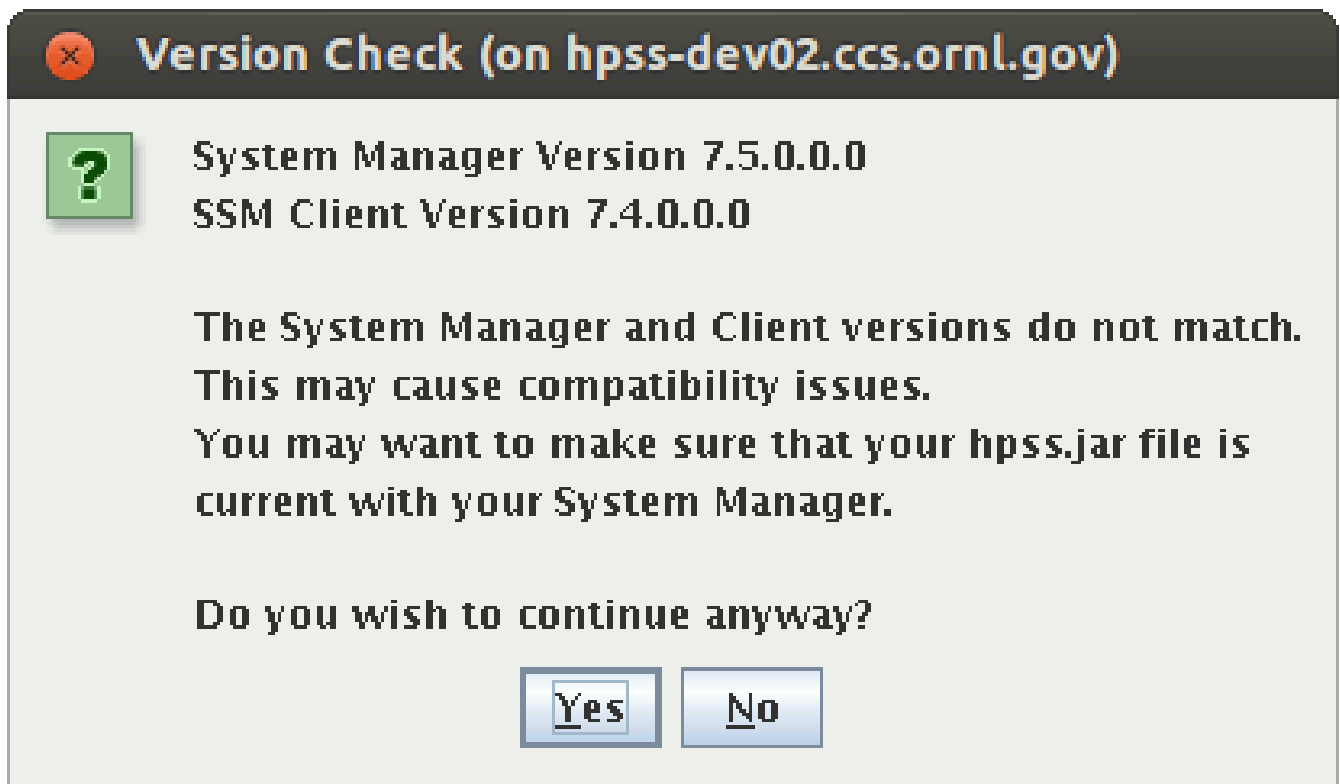 Version Check (on hpss-dev02.ccs.ornl.gov)
?
System Manager Version 7.5.0.0.0
SSM Client Version 7.4.0.0.0
The System Manager and Client versions do not match.
This may cause compatibility issues.
You may want to make sure that your hpss.jar file is
current with your System Manager.
Do you wish to continue anyway?
Yes No